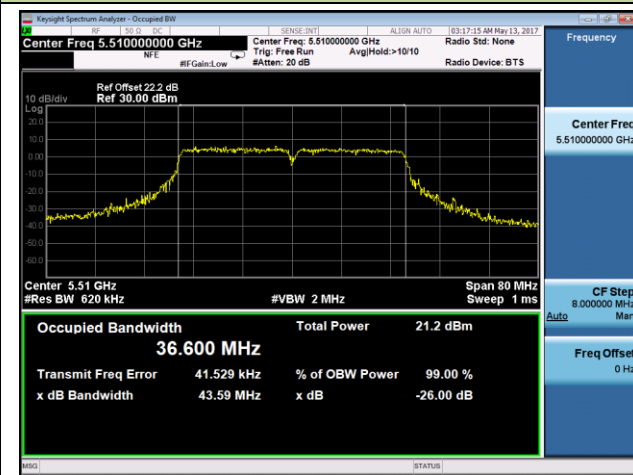 Keysight Spectrum Analyzer - Occupied BW
RF 50 Ω DC SENSE:INT ALIGN AUTO 03:17:15 AM May 13, 2017
Center Freq 5.510000000 GHz Center Freq: 5.510000000 GHz Radio Std: None
NFE Trig: Free Run Avg|Hold:>10/10
#IFGain:Low #Atten: 20 dB Radio Device: BTS
Frequency
Ref Offset 22.2 dB
10 dB/div Ref 30.00 dBm
Log
20.0
10.0
0.00
-10.0
-20.0
-30.0
-40.0
-50.0
-60.0
Center 5.51 GHz Span 80 MHz
#Res BW 620 kHz #VBW 2 MHz Sweep 1 ms
Center Freq
5.510000000 GHz
CF Step
8.000000 MHz
Auto Man
Freq Offset
0 Hz
Occupied Bandwidth Total Power 21.2 dBm
36.600 MHz
Transmit Freq Error 41.529 kHz % of OBW Power 99.00 %
x dB Bandwidth 43.59 MHz x dB -26.00 dB
MSG STATUS